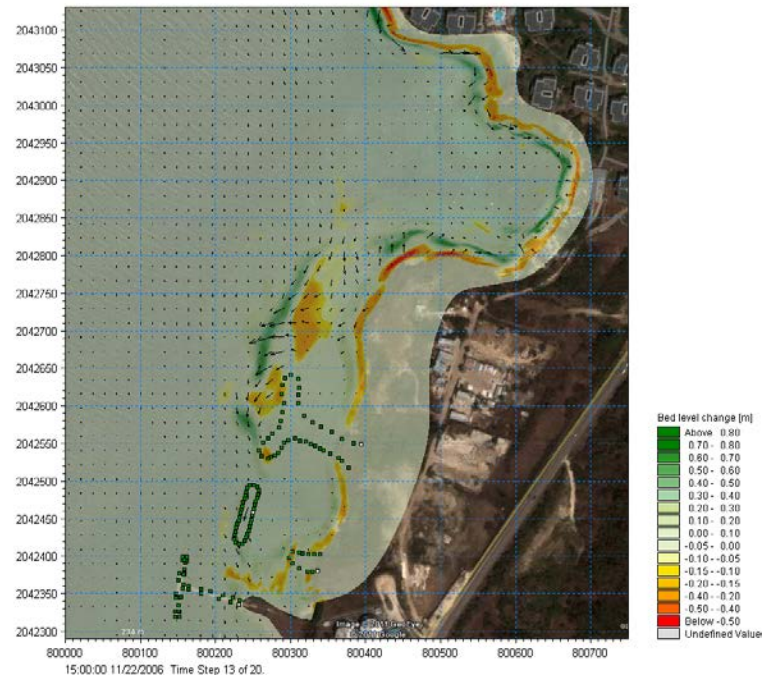 2043100
2043050
2043000
2042950
2042900
2042850
2042800
2042750
2042700
2042650
2042600
2042550
2042500
2042450
2042400
2042350
2042300
800000 800100 800200 800300 800400 800500 800600 800700
15:00:00 11/22/2006 Time Step 13 of 20.
Image © 2011 GeoEye
Google
Bed level change [m]
Above 0.80
0.70 - 0.80
0.60 - 0.70
0.50 - 0.60
0.40 - 0.50
0.30 - 0.40
0.20 - 0.30
0.10 - 0.20
0.00 - 0.10
-0.05 - 0.00
-0.10 - -0.05
-0.15 - -0.10
-0.20 - -0.15
-0.40 - -0.20
-0.50 - -0.40
Below -0.50
Undefined Value